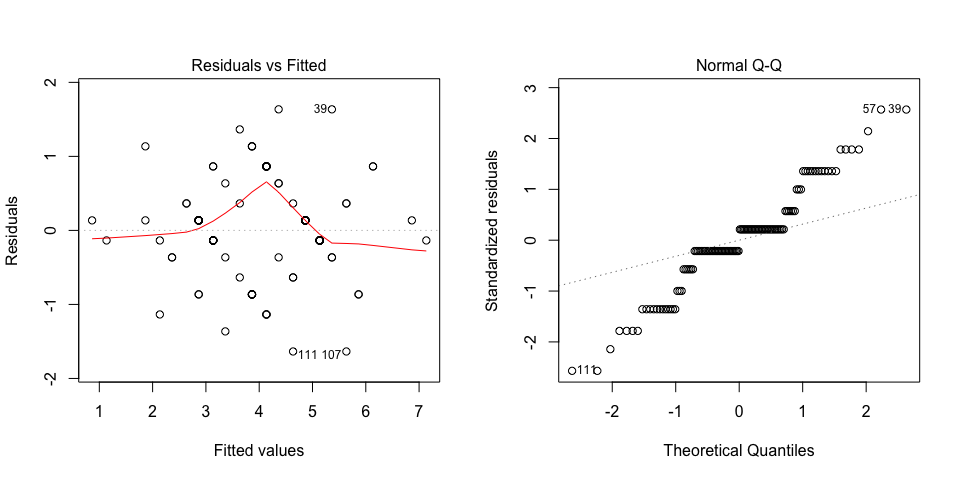 Residuals vs Fitted
Residuals
2
1
0
-1
-2
39
111 107
1 2 3 4 5 6 7
Fitted values
Normal Q-Q
Standardized residuals
3
2
1
0
-1
-2
57 39
111
-2 -1 0 1 2
Theoretical Quantiles